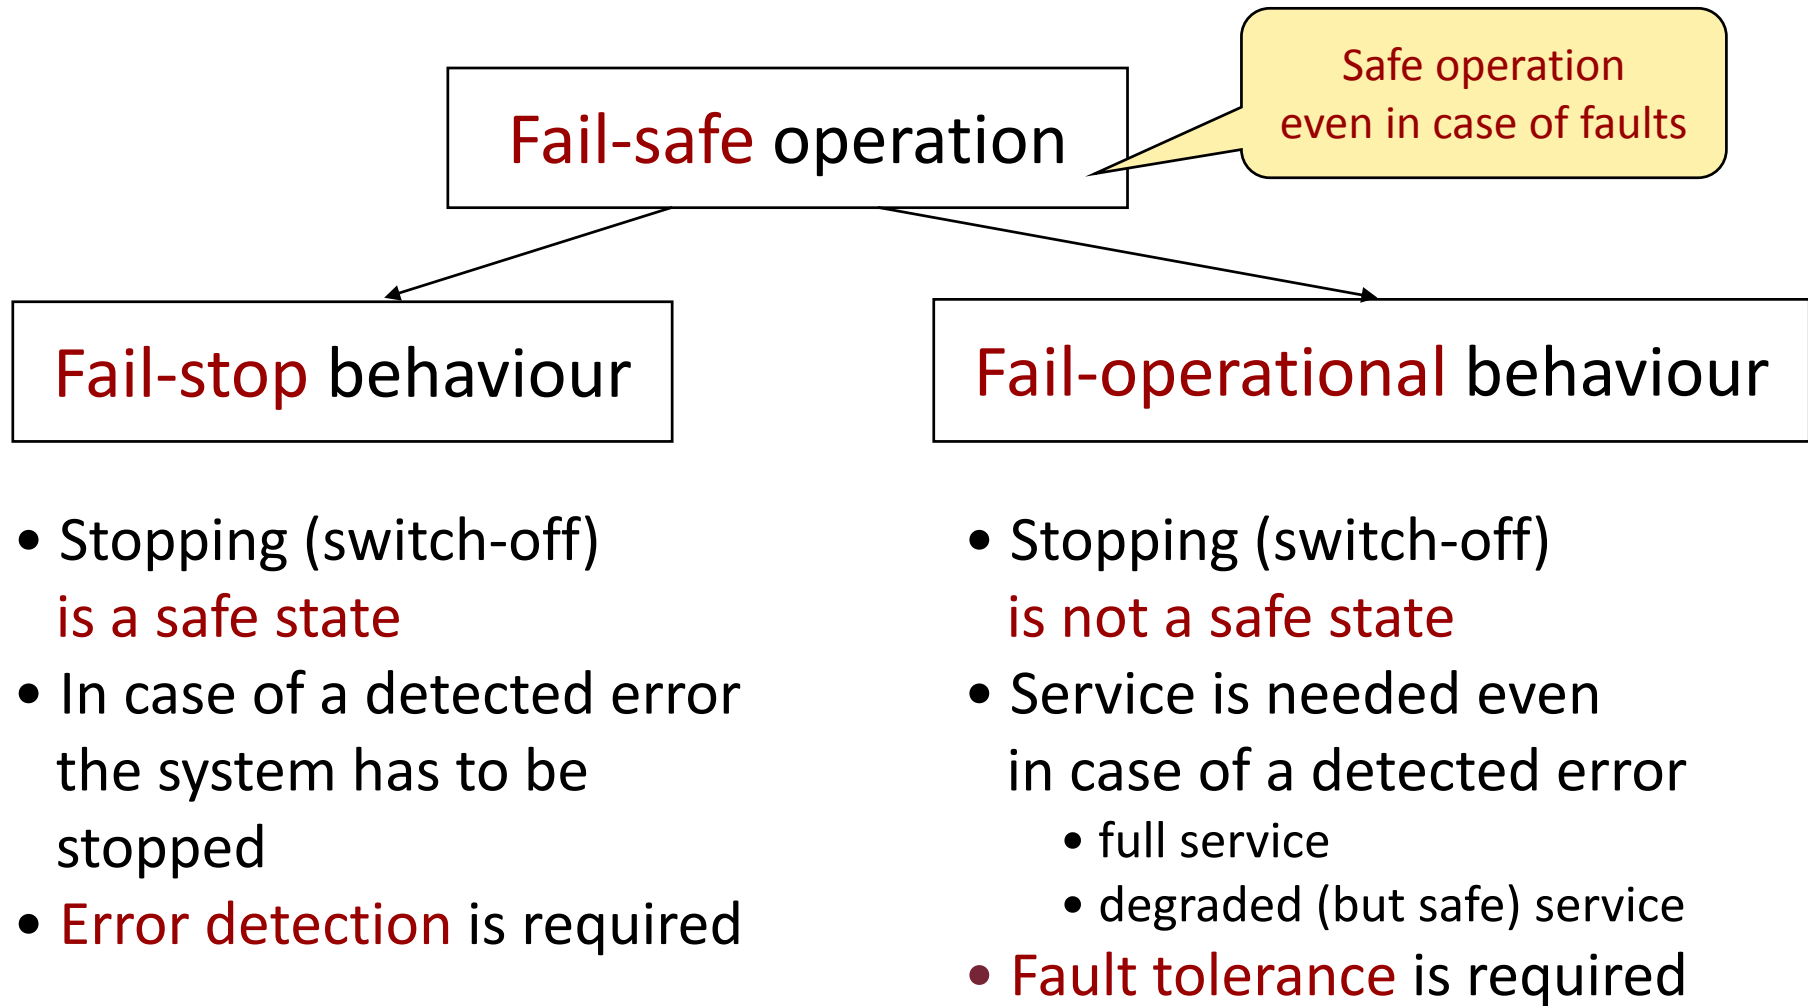 Safe operation
even in case of faults
Fail-safe operation
Fail-stop behaviour
Fail-operational behaviour
• Stopping (switch-off)
is a safe state
• In case of a detected error
the system has to be
stopped
• Error detection is required
• Stopping (switch-off)
is not a safe state
• Service is needed even
in case of a detected error
• full service
• degraded (but safe) service
• Fault tolerance is required